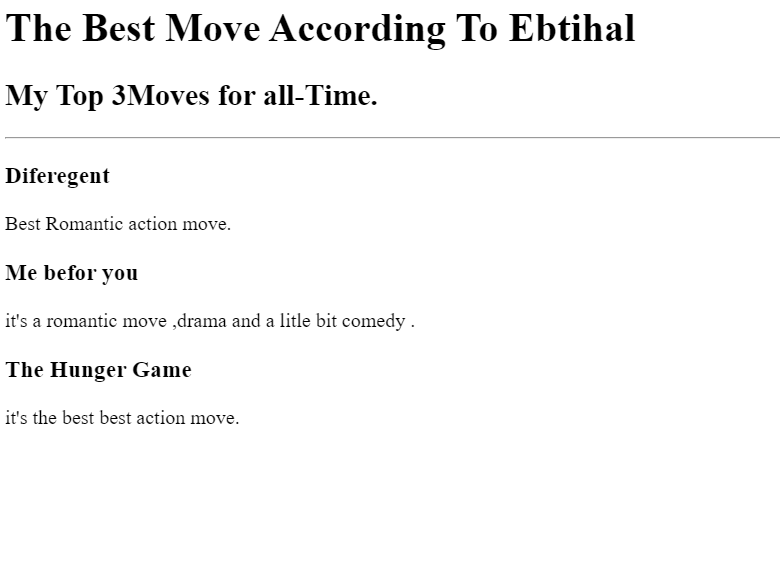 The Best Move According To Ebtihal
My Top 3Moves for all-Time.
Diferegent
Best Romantic action move.
Me befor you
it's a romantic move ,drama and a litle bit comedy .
The Hunger Game
it's the best best action move.